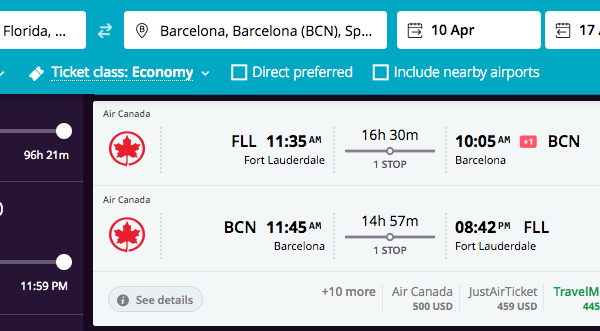 Florida, ...
Barcelona, Barcelona (BCN), Sp...
10 Apr
17 A
Ticket class: Economy
Direct preferred
Include nearby airports
96h 21m
11:59 PM
Air Canada
FLL 11:35 AM
Fort Lauderdale
16h 30m
1 STOP
10:05 AM +1 BCN
Barcelona
Air Canada
BCN 11:45 AM
Barcelona
14h 57m
1 STOP
08:42 PM FLL
Fort Lauderdale
See details
+10 more
Air Canada
500 USD
JustAirTicket
459 USD
TravelMe
445